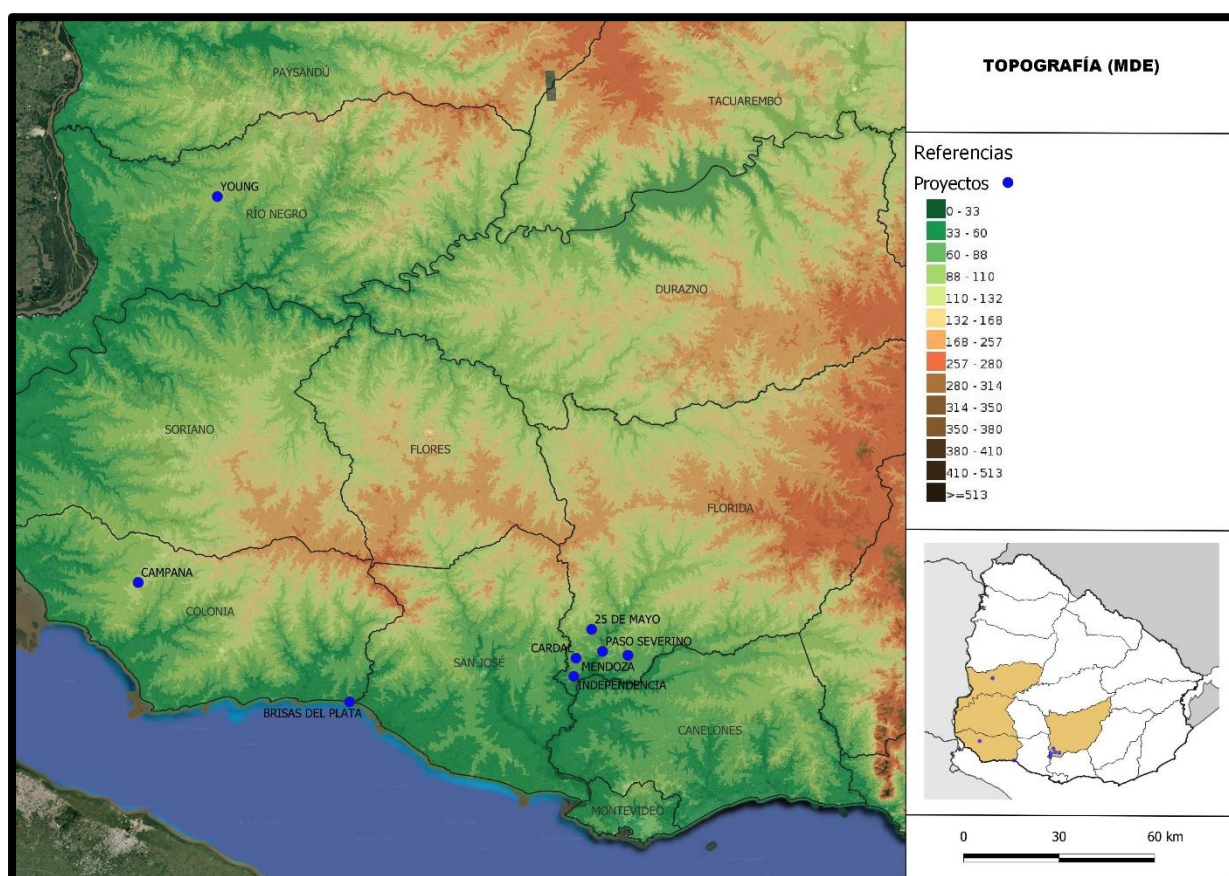 TOPOGRAFÍA (MDE)
PAYSANDÚ
TACUAREMBÓ
YOUNG
RÍO NEGRO
DURAZNO
SORIANO
FLORES
FLORIDA
CAMPANA
COLONIA
25 DE MAYO
PASO SEVERINO
CARDAL
MENDOZA
SAN JOSÉ
INDEPENDENCIA
BRISAS DEL PLATA
CANELONES
MONTEVIDEO
Referencias
Proyectos
0 - 33
33 - 60
60 - 88
88 - 110
110 - 132
132 - 168
168 - 257
257 - 280
280 - 314
314 - 350
350 - 380
380 - 410
410 - 513
>=513
0 30 60 km